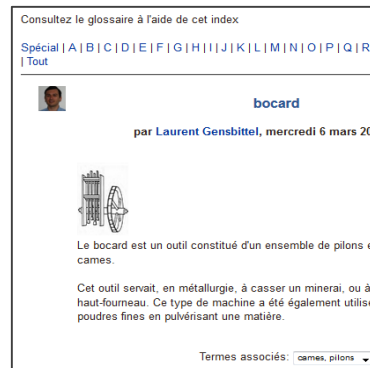 Consultez le glossaire à l'aide de cet index
Spécial | A | B | C | D | E | F | G | H | I | J | K | L | M | N | O | P | Q | R
| Tout
bocard
par Laurent Gensbittel, mercredi 6 mars 20
Le bocard est un outil constitué d'un ensemble de pilons
cames.
Cet outil servait, en métallurgie, à casser un minerai, ou à
haut-fourneau. Ce type de machine a été également utilis
poudres fines en pulvérisant une matière.
Termes associés: cames, pilons